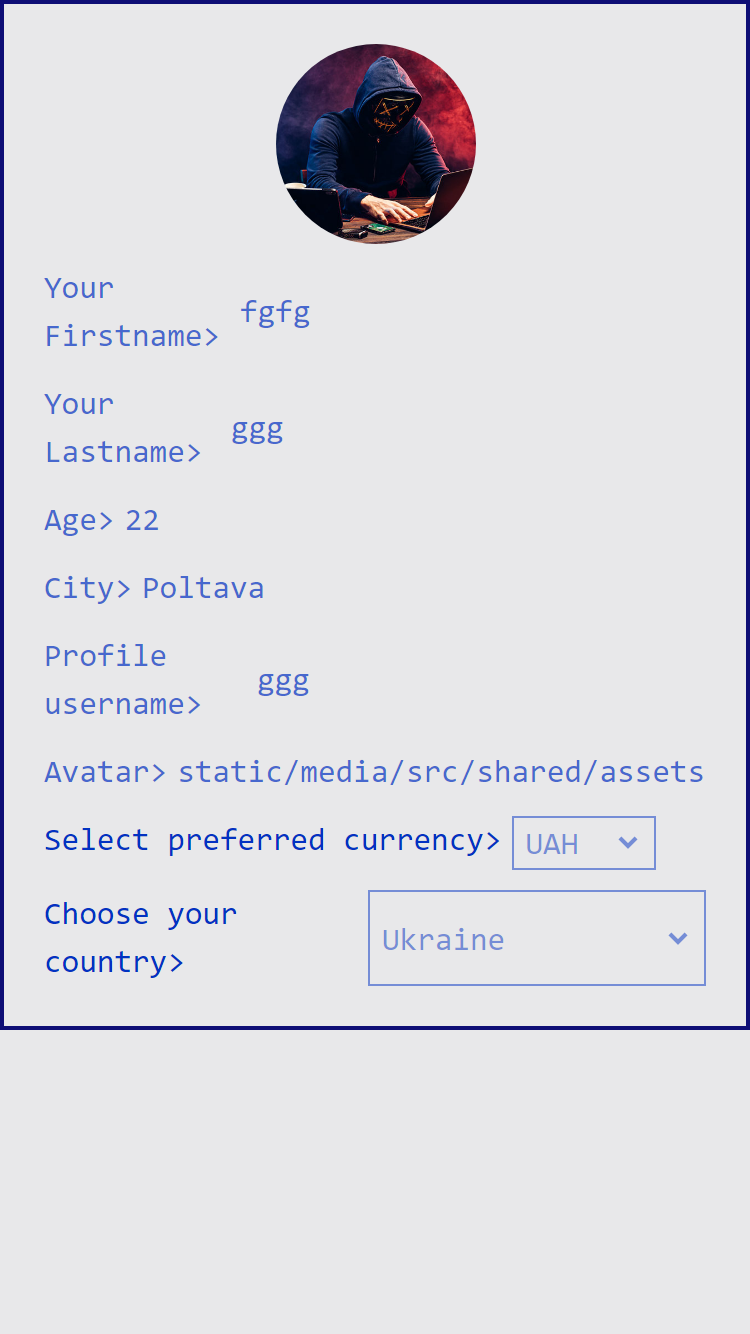 Your
Firstname> fgfg
Your
Lastname> ggg
Age> 22
City> Poltava
Profile
username> ggg
Avatar> static/media/src/shared/assets
Select preferred currency> UAH
Choose your
country> Ukraine